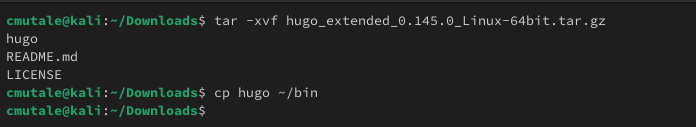 cmutale@kali:~/Downloads$ tar -xvf hugo_extended_0.145.0_Linux-64bit.tar.gz
hugo
README.md
LICENSE
cmutale@kali:~/Downloads$ cp hugo ~/bin
cmutale@kali:~/Downloads$